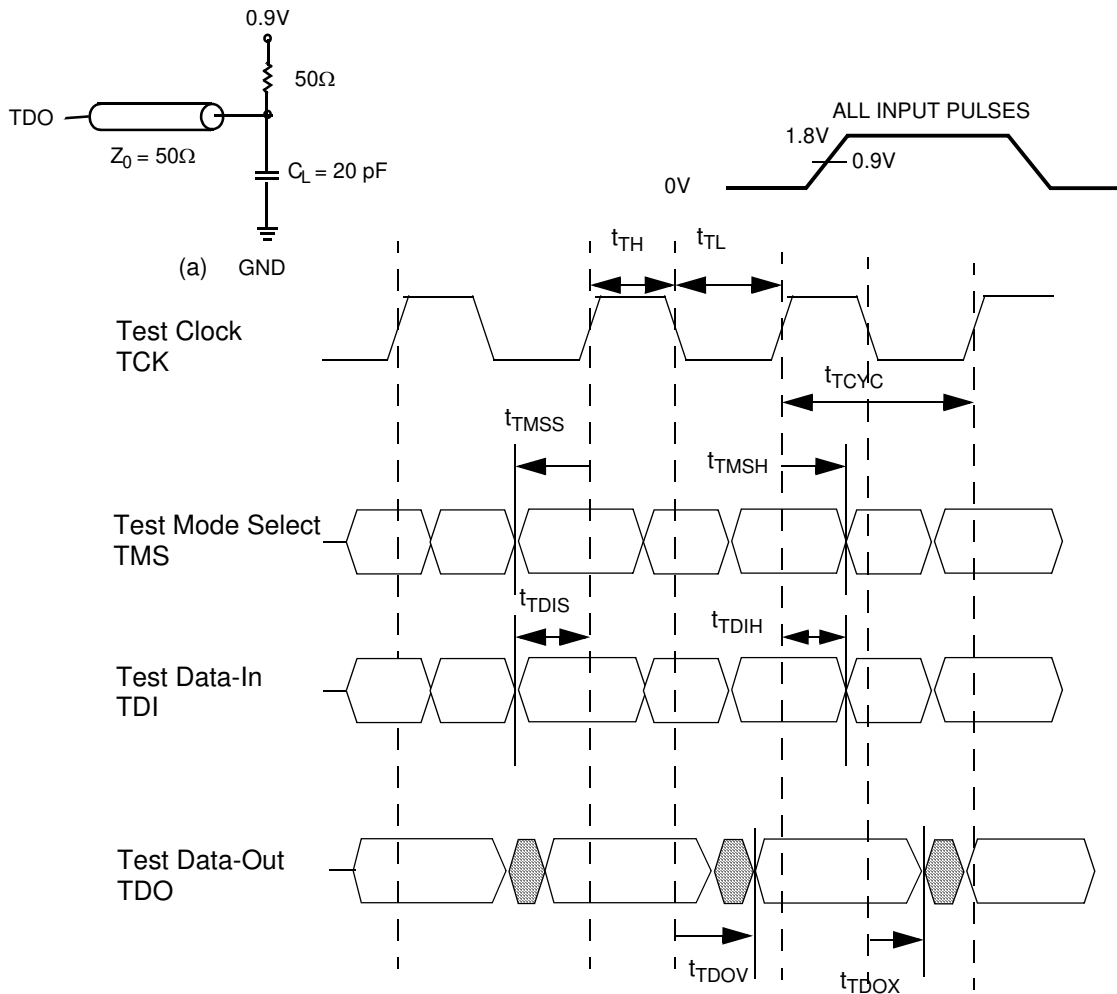 0.9V
50Ω
TDO
Z0 = 50Ω
CL = 20 pF
(a) GND
ALL INPUT PULSES
1.8V
0.9V
0V
tTH
tTL
Test Clock
TCK
tTCYC
tTMSS
tTMSH
Test Mode Select
TMS
tTDIS
tTDIH
Test Data-In
TDI
Test Data-Out
TDO
tTDOV
tTDOX